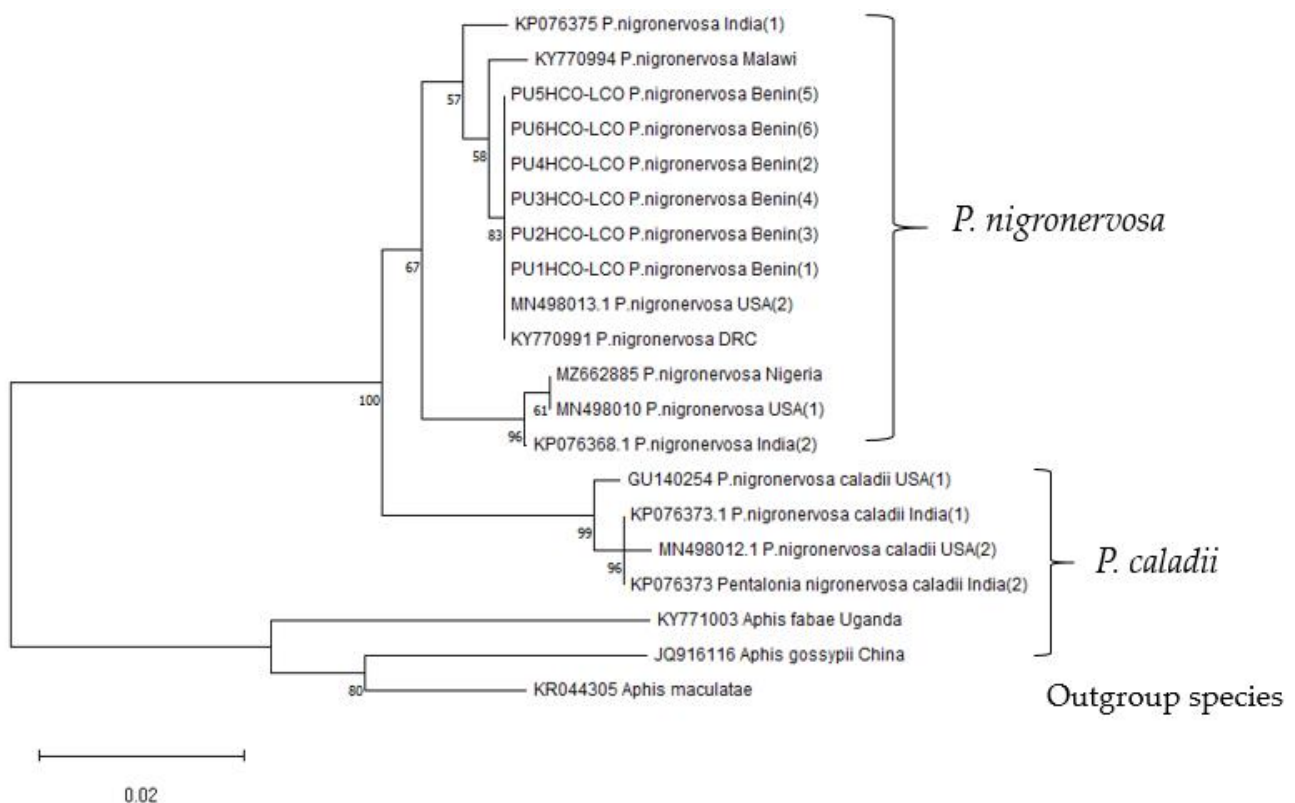 KP076375 P.nigronervosa India(1)
KY770994 P.nigronervosa Malawi
57
PU5HCO-LCO P.nigronervosa Benin(5)
PU6HCO-LCO P.nigronervosa Benin(6)
58
PU4HCO-LCO P.nigronervosa Benin(2)
PU3HCO-LCO P.nigronervosa Benin(4)
P. nigronervosa
83
PU2HCO-LCO P.nigronervosa Benin(3)
67
PU1HCO-LCO P.nigronervosa Benin(1)
MN498013.1 P.nigronervosa USA(2)
KY770991 P.nigronervosa DRC
MZ662885 P.nigronervosa Nigeria
100
61
MN498010 P.nigronervosa USA(1)
96
KP076368.1 P.nigronervosa India(2)
GU140254 P.nigronervosa caladii USA(1)
KP076373.1 P.nigronervosa caladii India(1)
99
MN498012.1 P.nigronervosa caladii USA(2)
P. caladii
96
KP076373 Pentalonia nigronervosa caladii India(2)
KY771003 Aphis fabae Uganda
JQ916116 Aphis gossypii China
80
KR044305 Aphis maculatae
Outgroup species
0.02